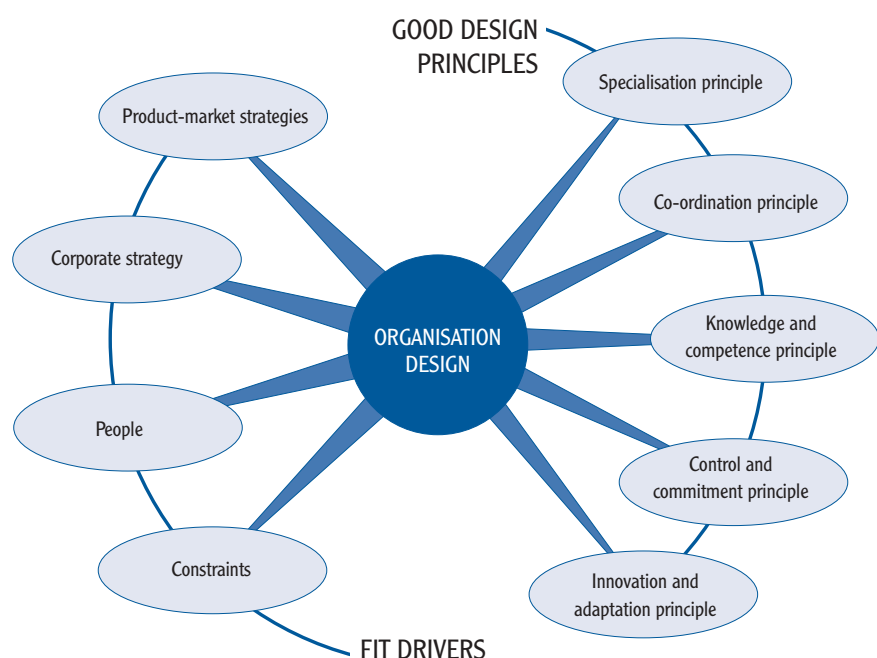 GOOD DESIGN
PRINCIPLES
Specialisation principle
Product-market strategies
Co-ordination principle
Corporate strategy
ORGANISATION
DESIGN
Knowledge and
competence principle
People
Control and
commitment principle
Constraints
Innovation and
adaptation principle
FIT DRIVERS